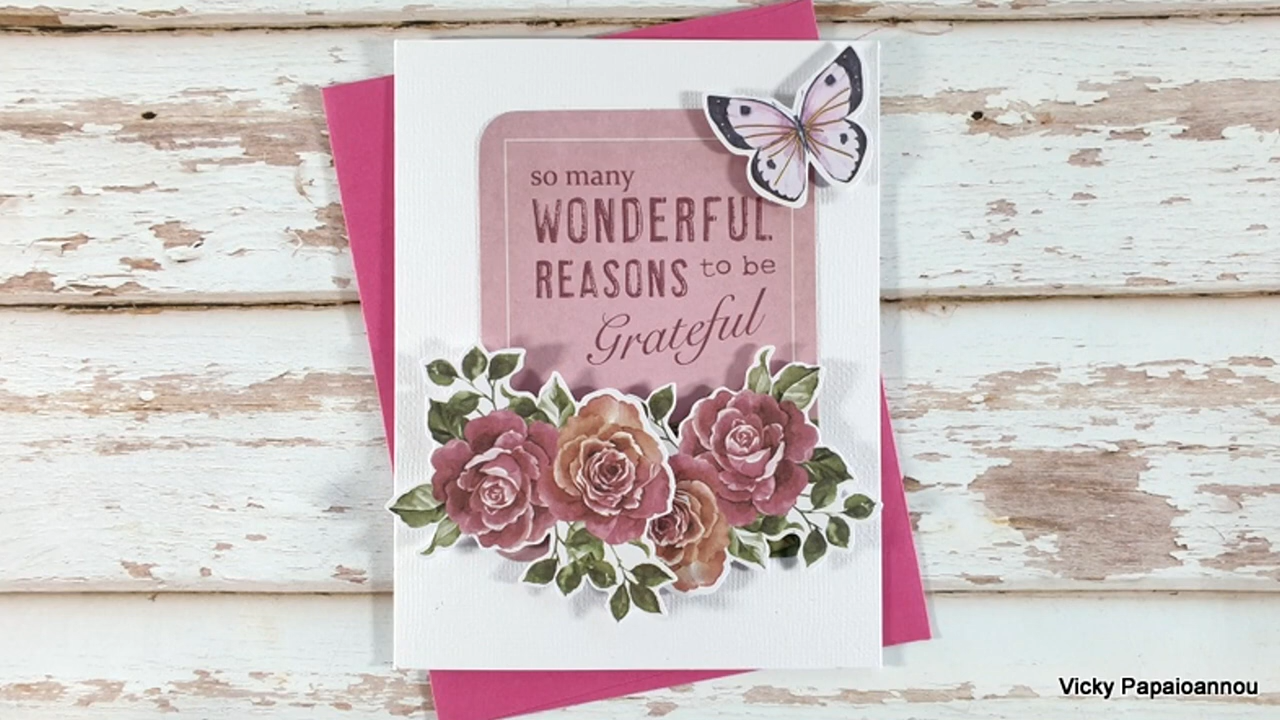 so many
WONDERFUL
REASONS to be
Grateful
Vicky Papaioannou